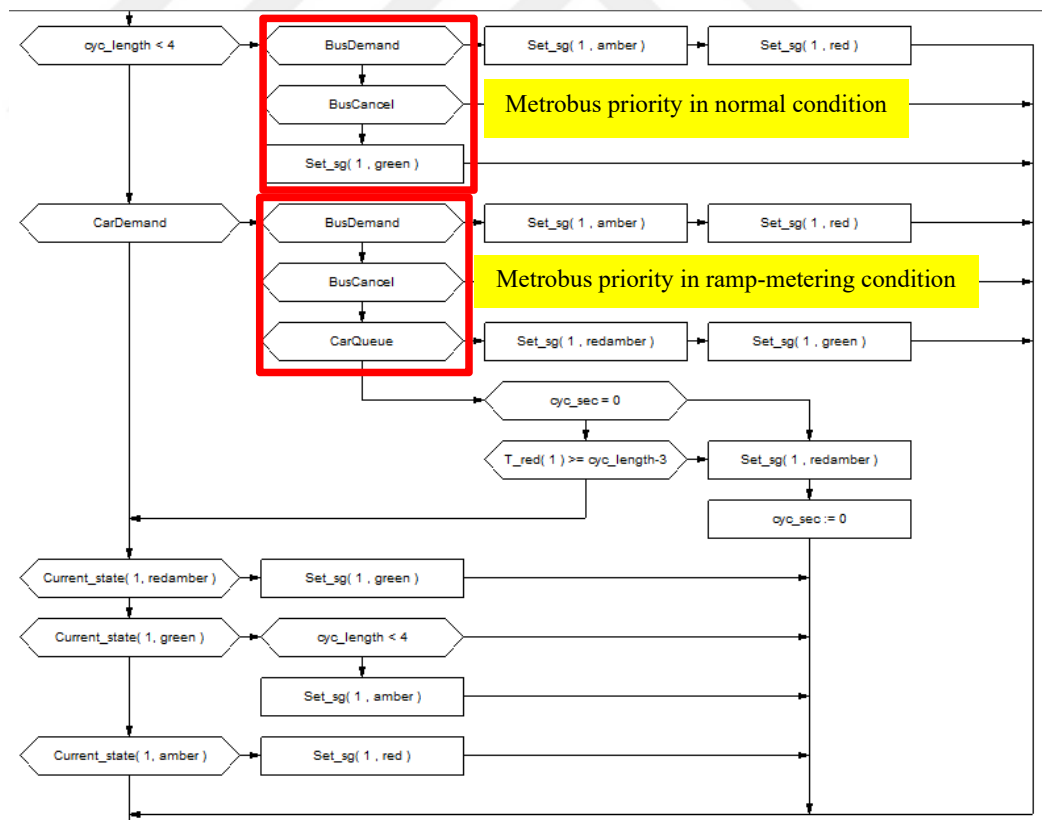 cyc_length < 4
BusDemand
Set_sg( 1 , amber )
Set_sg( 1 , red )
BusCancel
Metrobus priority in normal condition
Set_sg( 1 , green )
CarDemand
BusDemand
Set_sg( 1 , amber )
Set_sg( 1 , red )
BusCancel
Metrobus priority in ramp-metering condition
CarQueue
Set_sg( 1 , redamber )
Set_sg( 1 , green )
cyc_sec = 0
T_red( 1 ) >= cyc_length-3
Set_sg( 1 , redamber )
cyc_sec := 0
Current_state( 1, redamber )
Set_sg( 1 , green )
Current_state( 1, green )
cyc_length < 4
Set_sg( 1 , amber )
Current_state( 1, amber )
Set_sg( 1 , red )